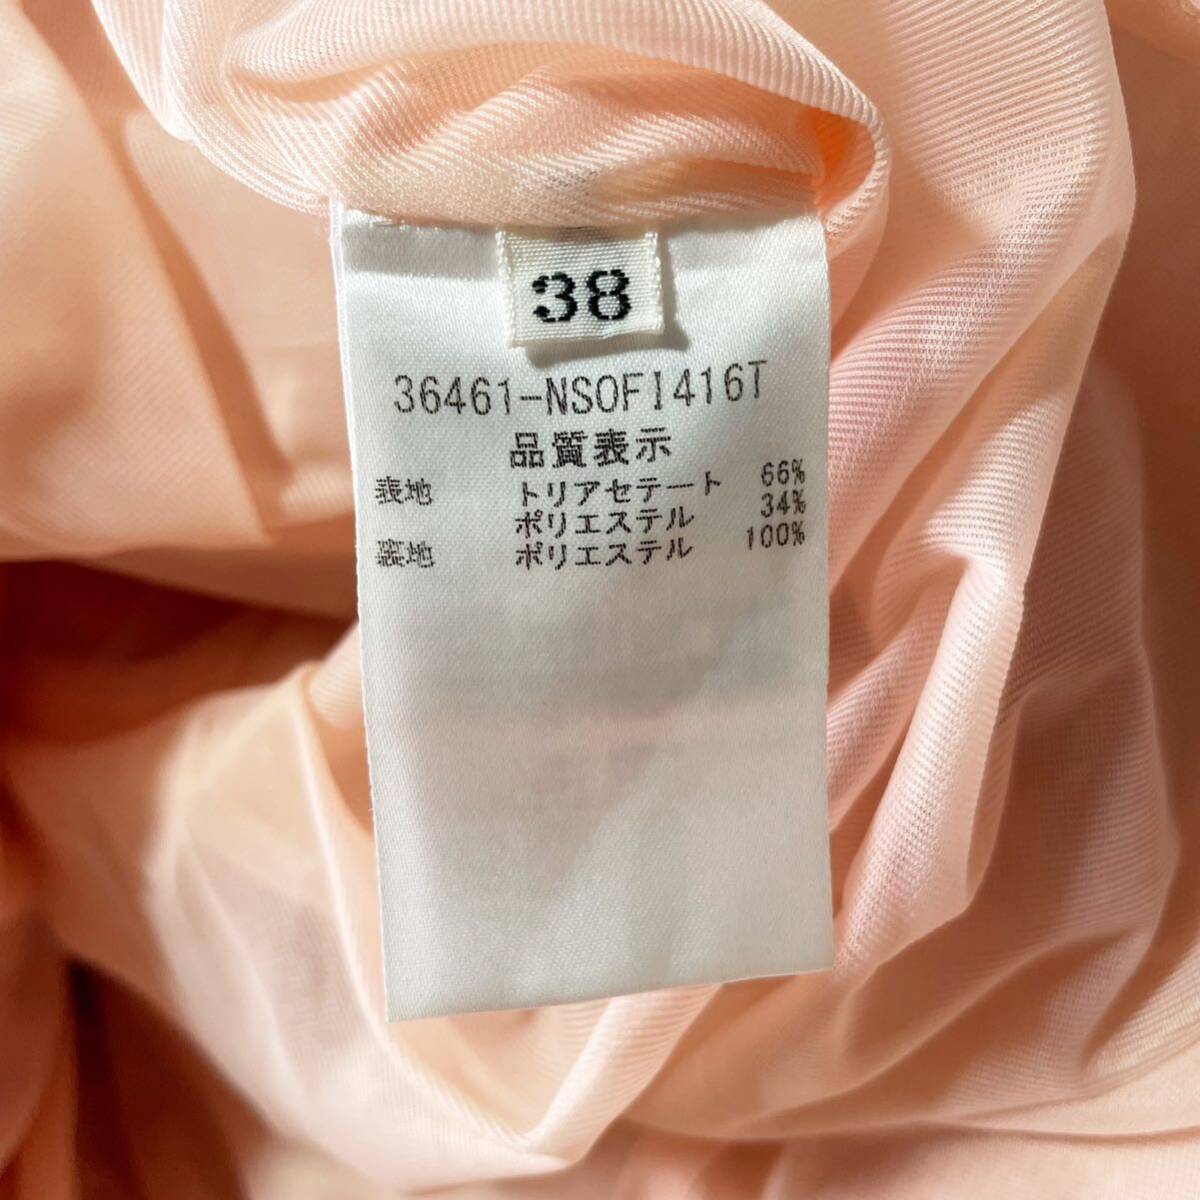 38
36461-NSOFI416T
品質表示
表地 トリアセテート 66%
ポリエステル 34%
裏地 ポリエステル 100%